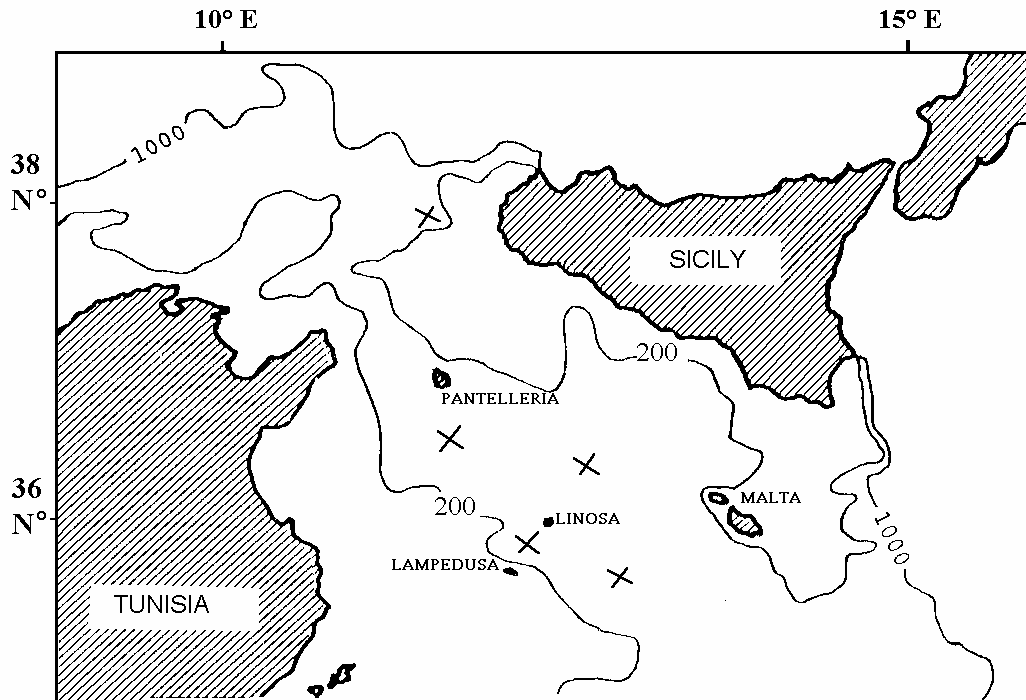 10° E 15° E
1000
38
N°
SICILY
200
PANTELLERIA
36
N°
200
MALTA
LINOSA
1000
LAMPEDUSA
TUNISIA